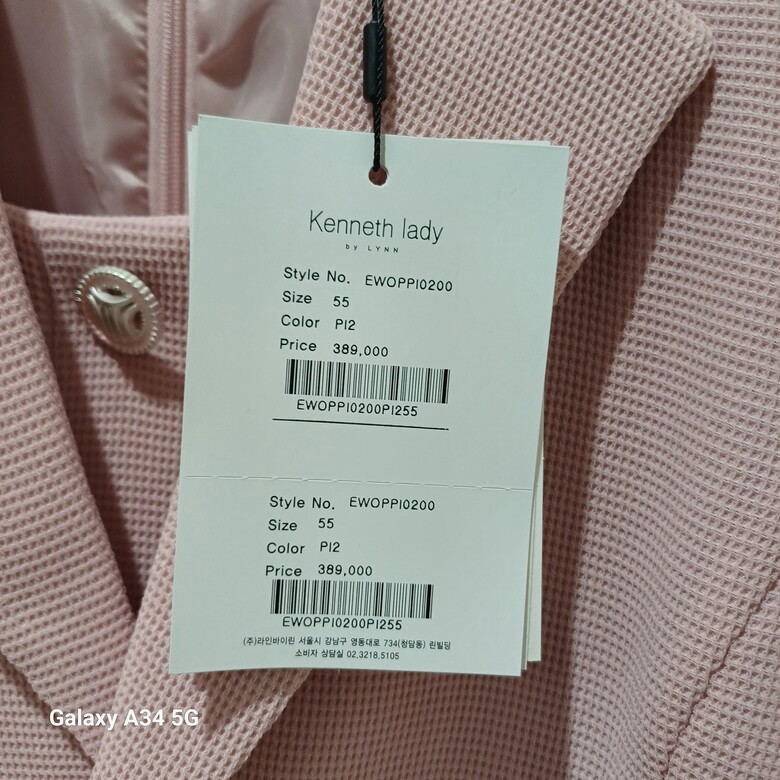 Kenneth lady
by LYNN
Style No. EWOPPI0200
Size 55
Color PI2
Price 389,000
EWOPPI0200PI255
Style No. EWOPPI0200
Size 55
Color PI2
Price 389,000
EWOPPI0200PI255
(주)라인바이린 서울시 강남구 영동대로 734(청담동) 린빌딩
소비자 상담실 02.3218.5105
Galaxy A34 5G